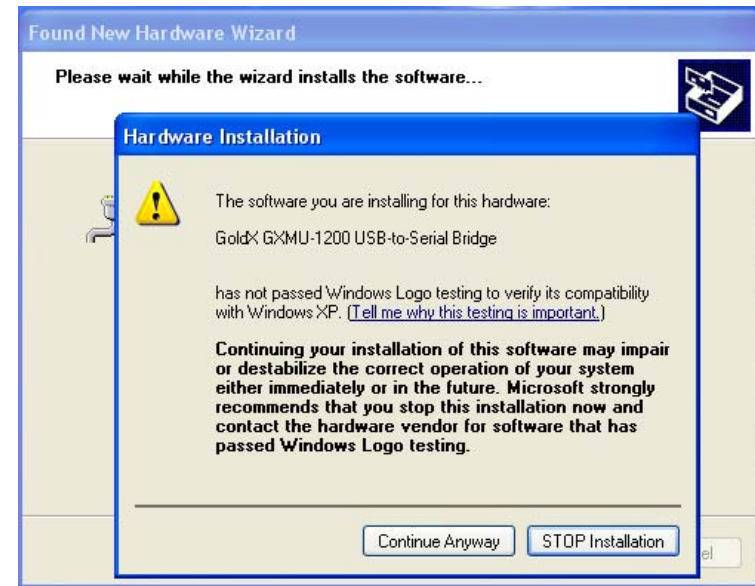 Found New Hardware Wizard
Please wait while the wizard installs the software...
Hardware Installation
The software you are installing for this hardware:
GoldX GXMU-1200 USB-to-Serial Bridge
has not passed Windows Logo testing to verify its compatibility
with Windows XP. (Tell me why this testing is important.)
Continuing your installation of this software may impair
or destabilize the correct operation of your system
either immediately or in the future. Microsoft strongly
recommends that you stop this installation now and
contact the hardware vendor for software that has
passed Windows Logo testing.
Continue Anyway
STOP Installation